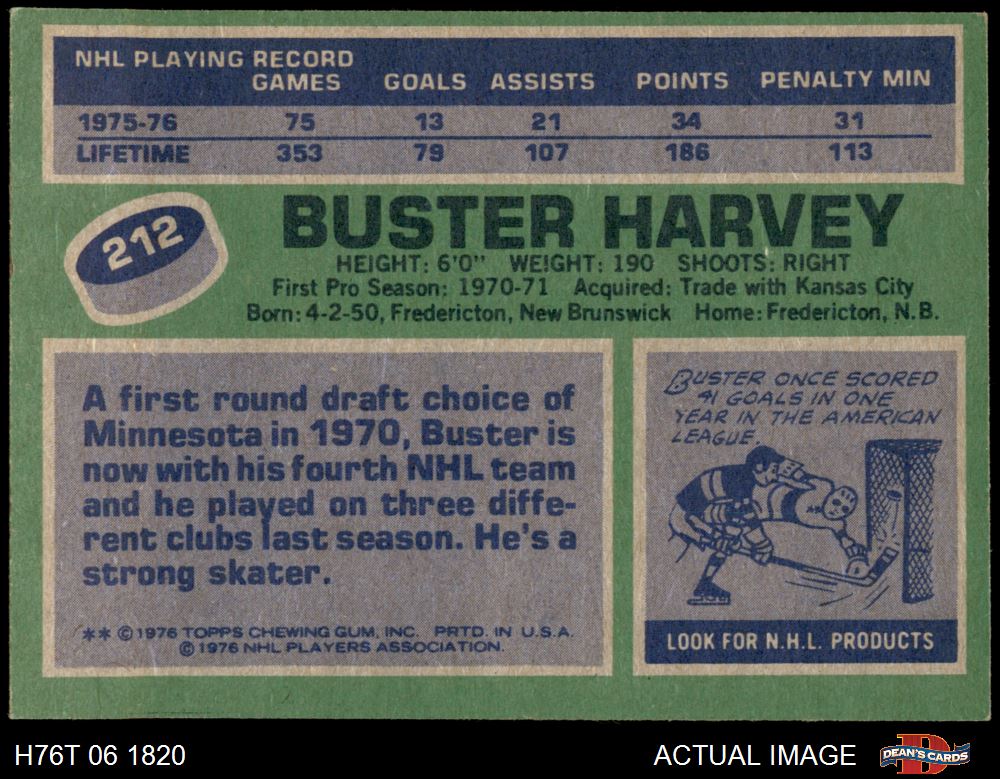 NHL PLAYING RECORD
GAMES GOALS ASSISTS POINTS PENALTY MIN
1975-76 75 13 21 34 31
LIFETIME 353 79 107 186 113
212
BUSTER HARVEY
HEIGHT: 6'0" WEIGHT: 190 SHOOTS: RIGHT
First Pro Season: 1970-71 Acquired: Trade with Kansas City
Born: 4-2-50, Fredericton, New Brunswick Home: Fredericton, N.B.
A first round draft choice of
Minnesota in 1970, Buster is
now with his fourth NHL team
and he played on three diffe-
rent clubs last season. He's a
strong skater.
** ©1976 TOPPS CHEWING GUM, INC. PRTD. IN U.S.A.
©1976 NHL PLAYERS ASSOCIATION.
BUSTER ONCE SCORED
41 GOALS IN ONE
YEAR IN THE AMERICAN
LEAGUE.
LOOK FOR N.H.L. PRODUCTS
H76T 06 1820
ACTUAL IMAGE
D
DEAN'S CARDS